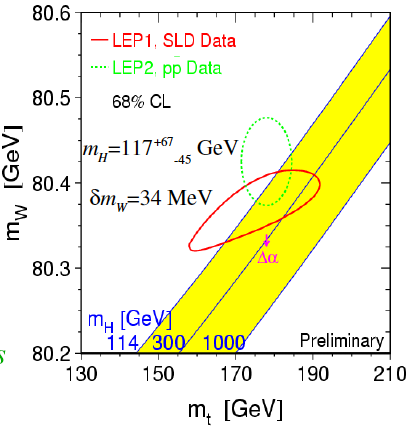 80.6
LEP1, SLD Data
LEP2, pp̄ Data
80.5
68% CL
m_H=117^{+67}_{-45} GeV
80.4
δm_W=34 MeV
m_W [GeV]
80.3
Δα
m_H [GeV]
114 300 1000 Preliminary
80.2
s
130 150 170 190 210
m_t [GeV]